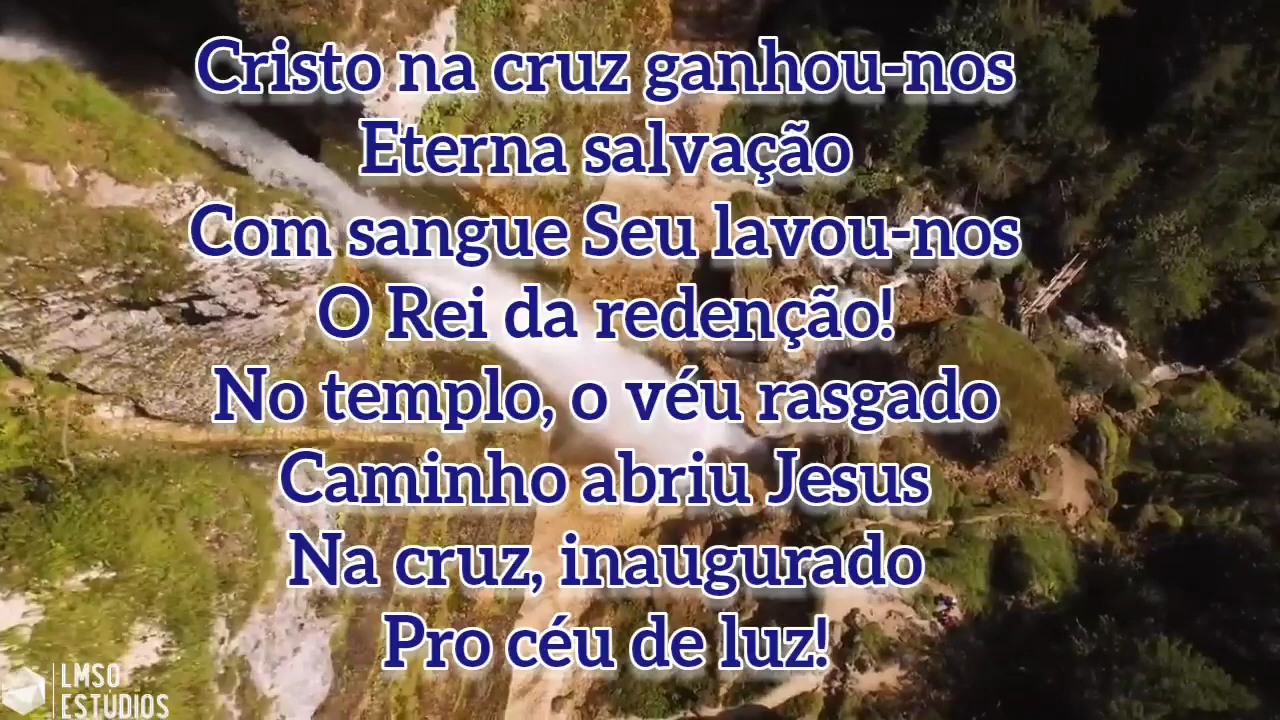 Cristo na cruz ganhou-nos
Eterna salvação
Com sangue Seu lavou-nos
O Rei da redenção!
No templo, o véu rasgado
Caminho abriu Jesus
Na cruz, inaugurado
Pro céu de luz!
LMSO
ESTÚDIOS